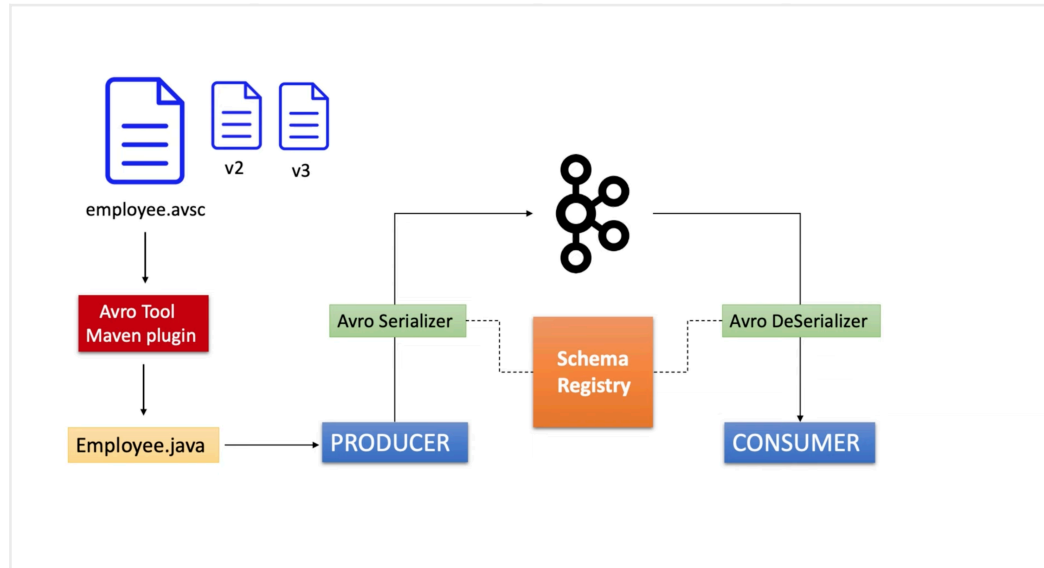 v2
v3
employee.avsc
Avro Tool
Maven plugin
Employee.java
PRODUCER
Avro Serializer
Schema
Registry
Avro DeSerializer
CONSUMER